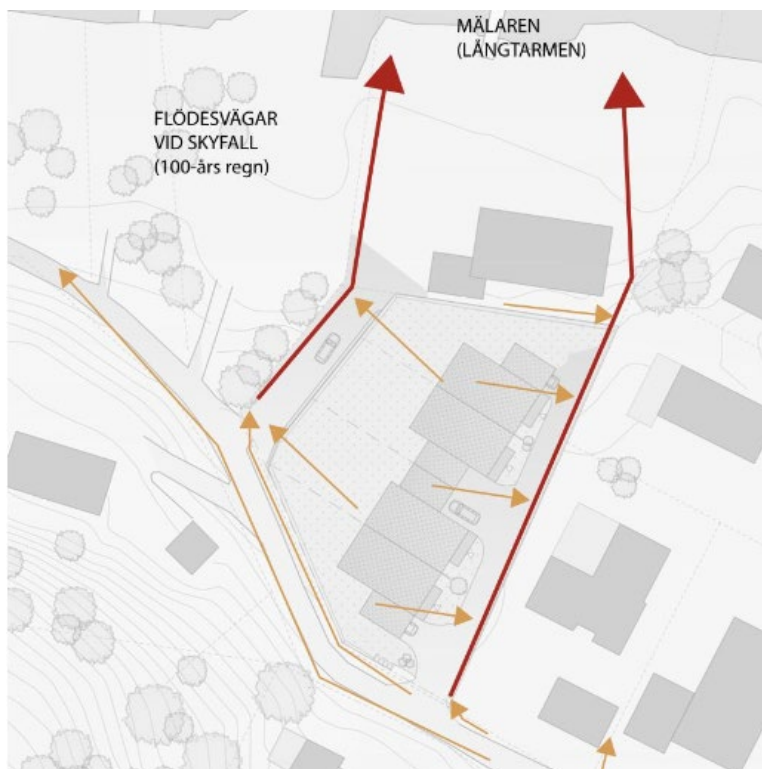 MÄLAREN
(LÅNGTARMEN)
FLÖDESVÄGAR
VID SKYFALL
(100-års regn)